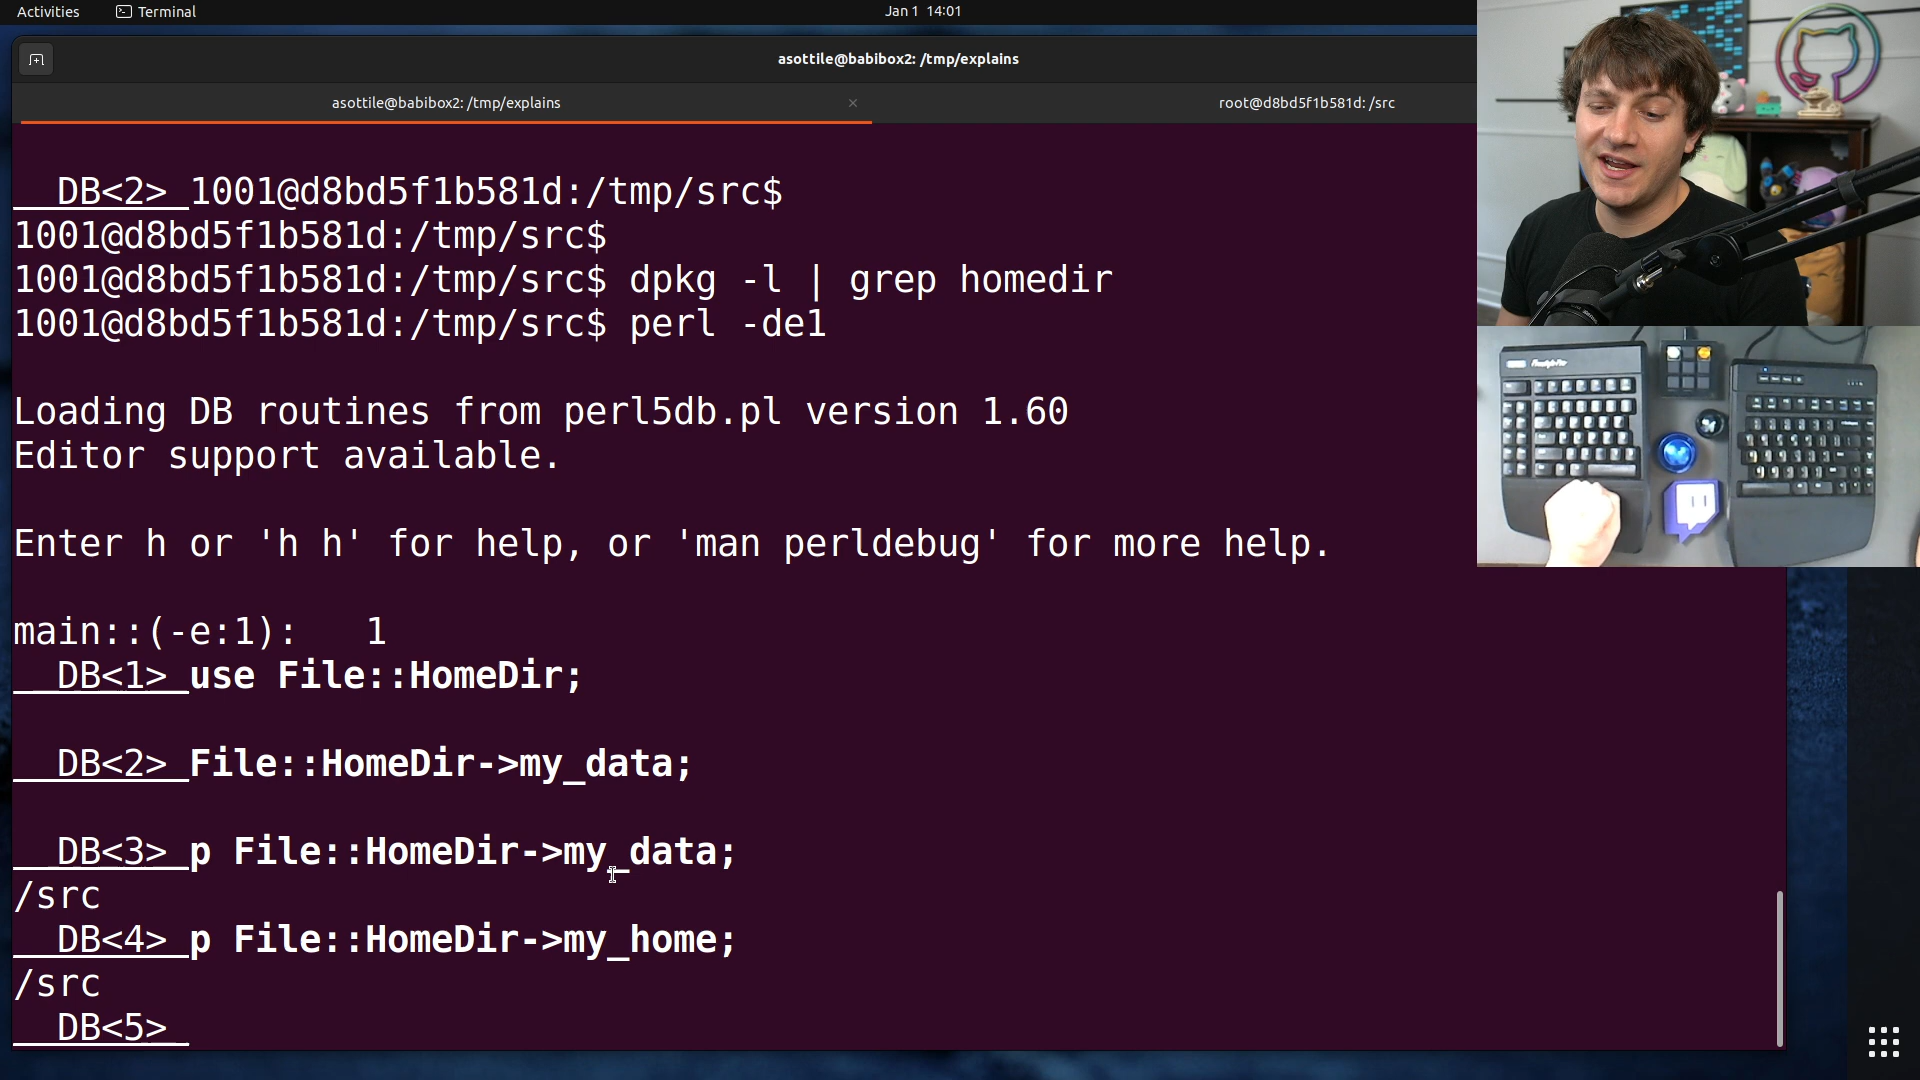 Activities
Terminal
Jan 1 14:01
asottile@babibox2: /tmp/explains
asottile@babibox2: /tmp/explains
×
root@d8bd5f1b581d: /src
DB<2> 1001@d8bd5f1b581d:/tmp/src$
1001@d8bd5f1b581d:/tmp/src$
1001@d8bd5f1b581d:/tmp/src$ dpkg -l | grep homedir
1001@d8bd5f1b581d:/tmp/src$ perl -de1
Loading DB routines from perl5db.pl version 1.60
Editor support available.
Enter h or 'h h' for help, or 'man perldebug' for more help.
main::(-e:1):   1
DB<1> use File::HomeDir;
DB<2> File::HomeDir->my_data;
DB<3> p File::HomeDir->my_data;
/src
DB<4> p File::HomeDir->my_home;
/src
DB<5>